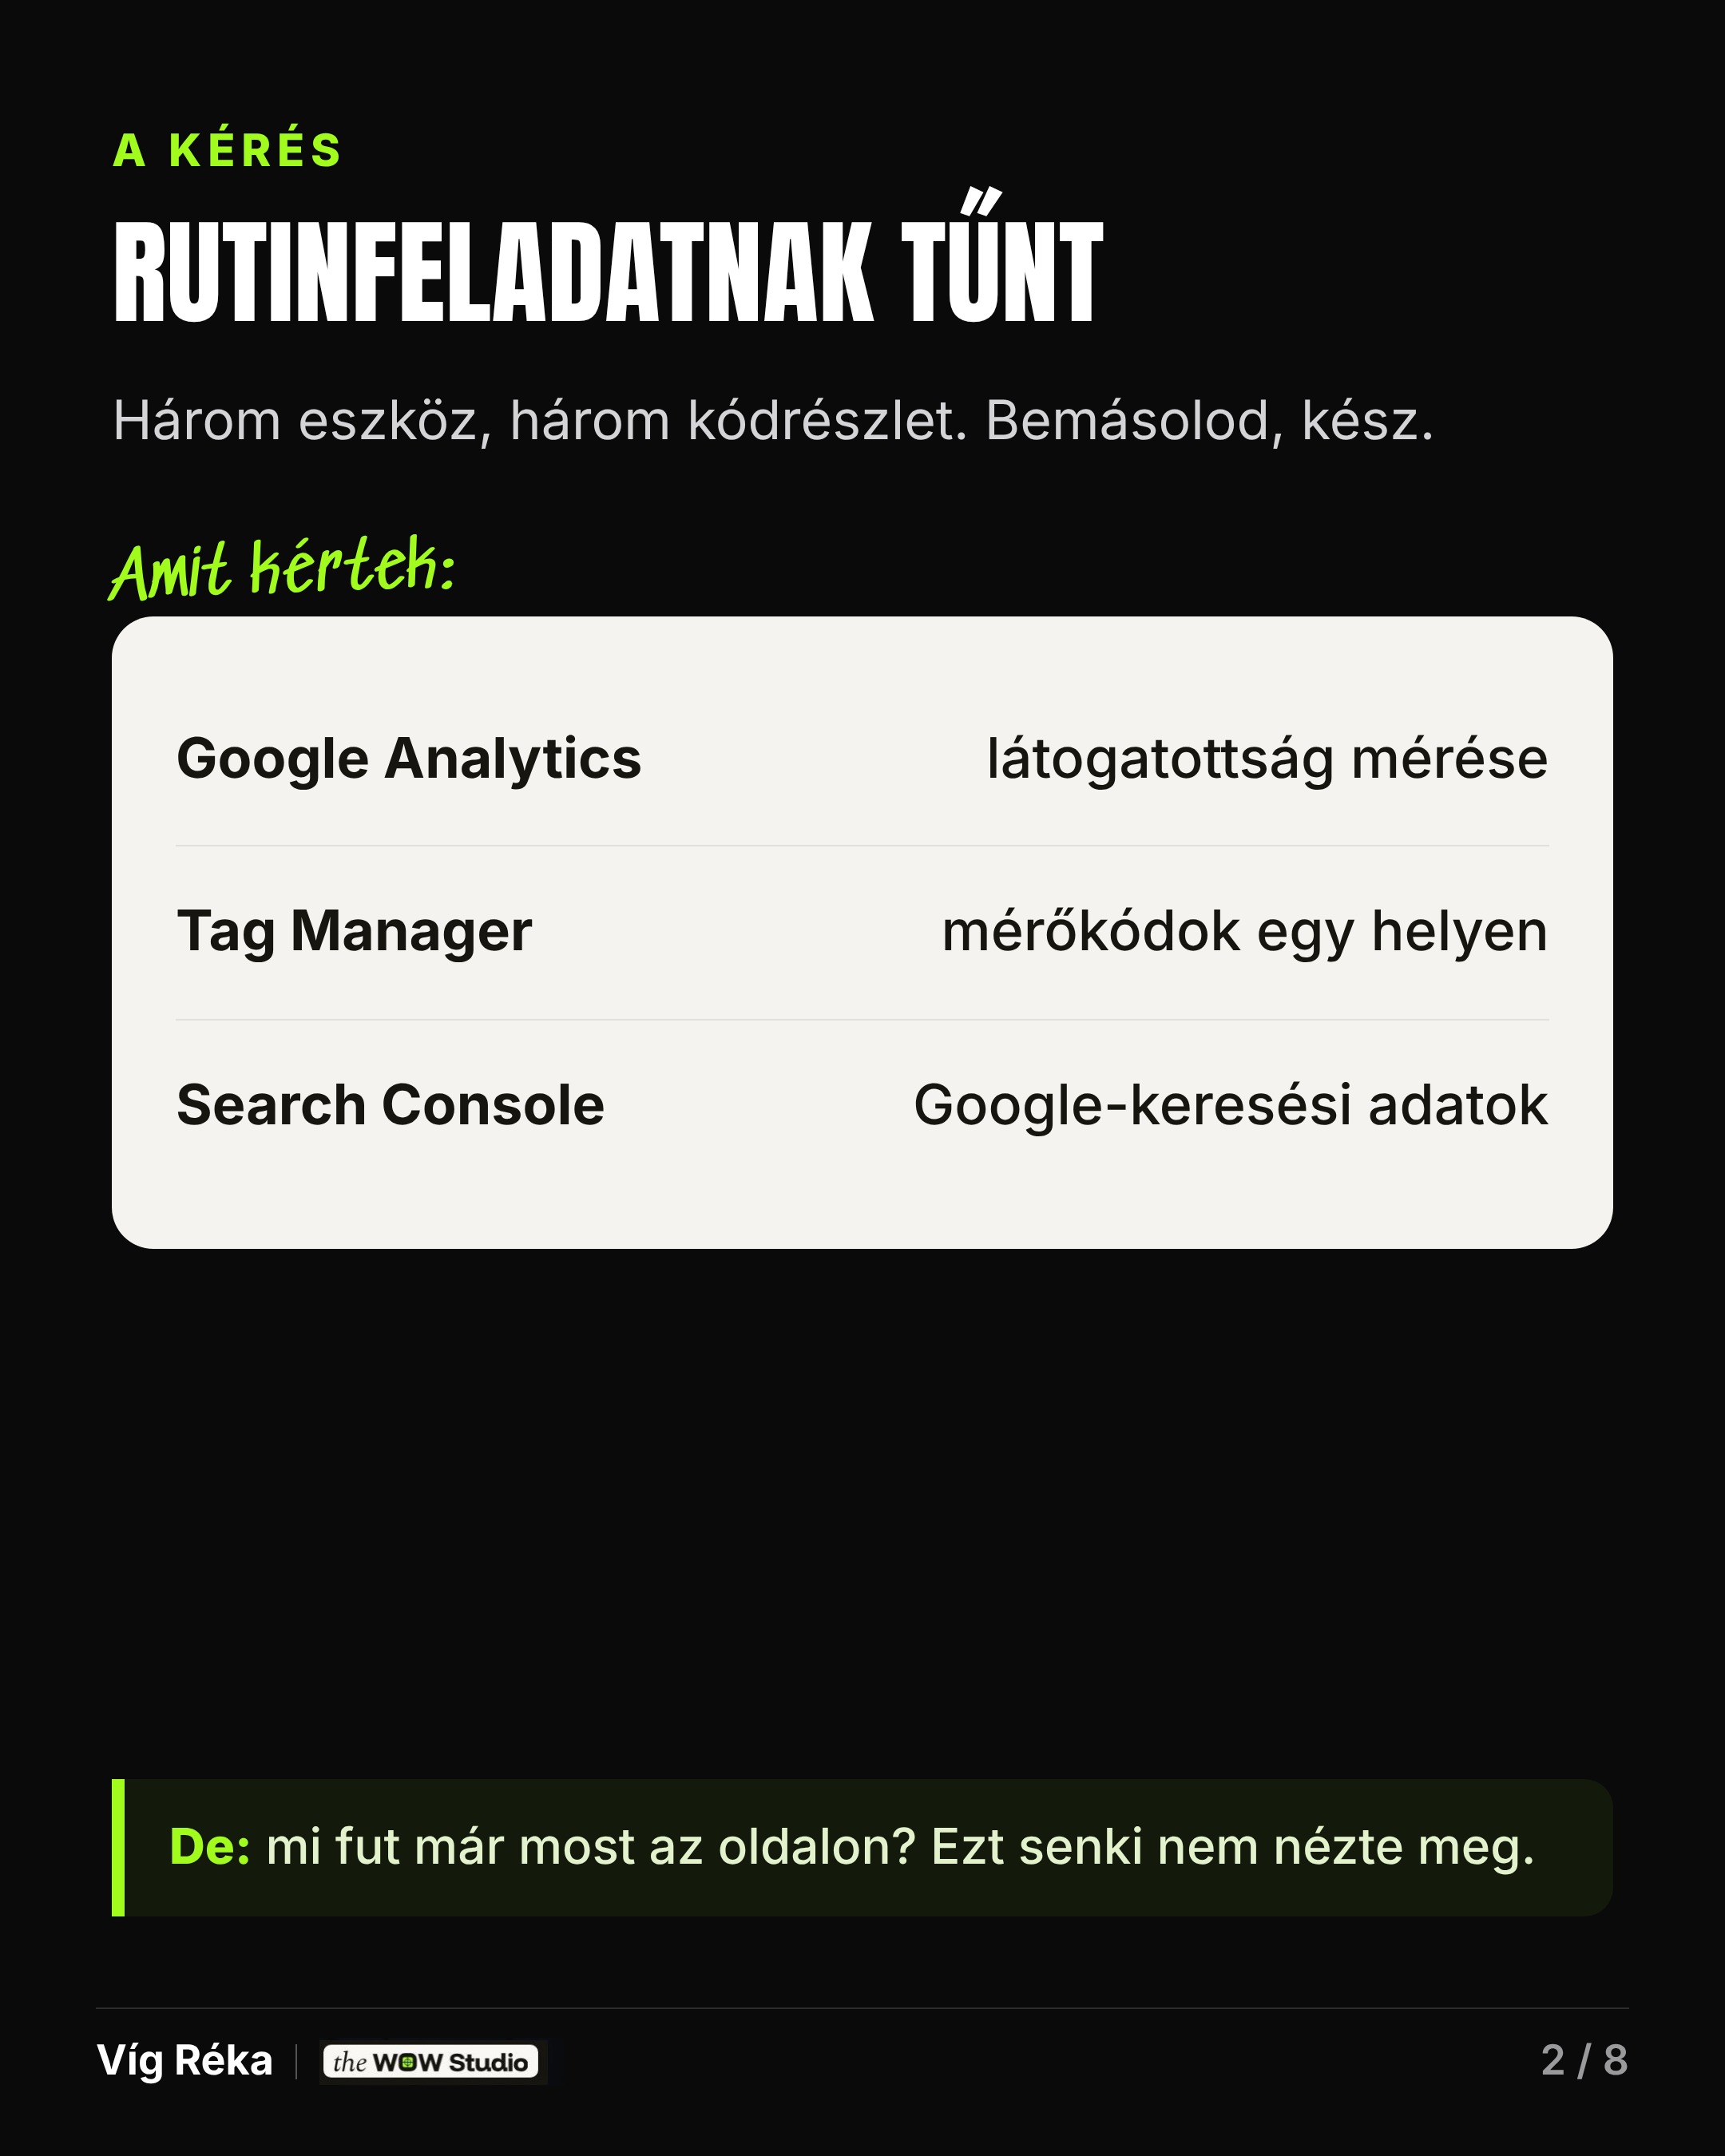 A KÉRÉS
RUTINFELADATNAK TŰNT
Három eszköz, három kódrészlet. Bemásolod, kész.
Amit kértek:
Google Analytics látogatottság mérése
Tag Manager mérőkódok egy helyen
Search Console Google-keresési adatok
De: mi fut már most az oldalon? Ezt senki nem nézte meg.
Víg Réka the WOW Studio 2 / 8